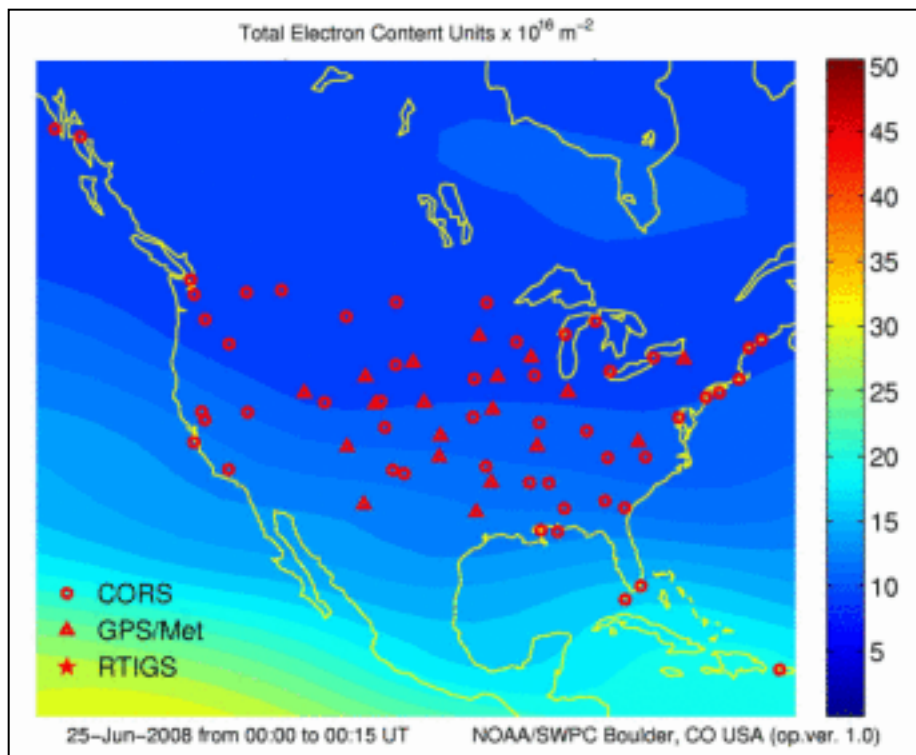 Total Electron Content Units x 10^16 m^-2
50
45
40
35
30
25
20
15
10
5
CORS
GPS/Met
RTIGS
25-Jun-2008 from 00:00 to 00:15 UT
NOAA/SWPC Boulder, CO USA (op.ver. 1.0)